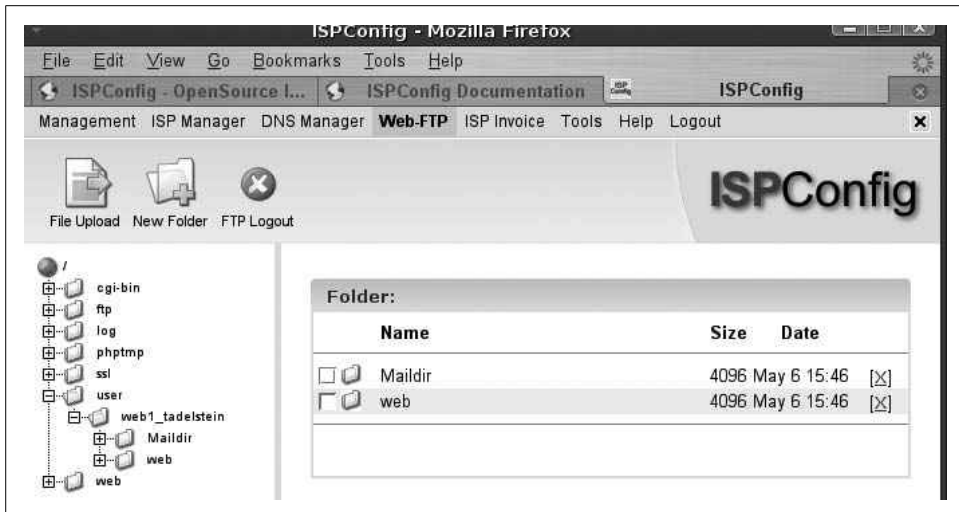 ISPConfig - Mozilla Firefox
File Edit View Go Bookmarks Tools Help
ISPConfig - OpenSource I... ISPConfig Documentation ISP Config ISPConfig
Management ISP Manager DNS Manager Web-FTP ISP Invoice Tools Help Logout
ISPConfig
File Upload New Folder FTP Logout
/
cgi-bin
ftp
log
phptmp
ssl
user
web1_tadelstein
Maildir
web
web
Folder:
Name Size Date
Maildir 4096 May 6 15:46 [X]
web 4096 May 6 15:46 [X]